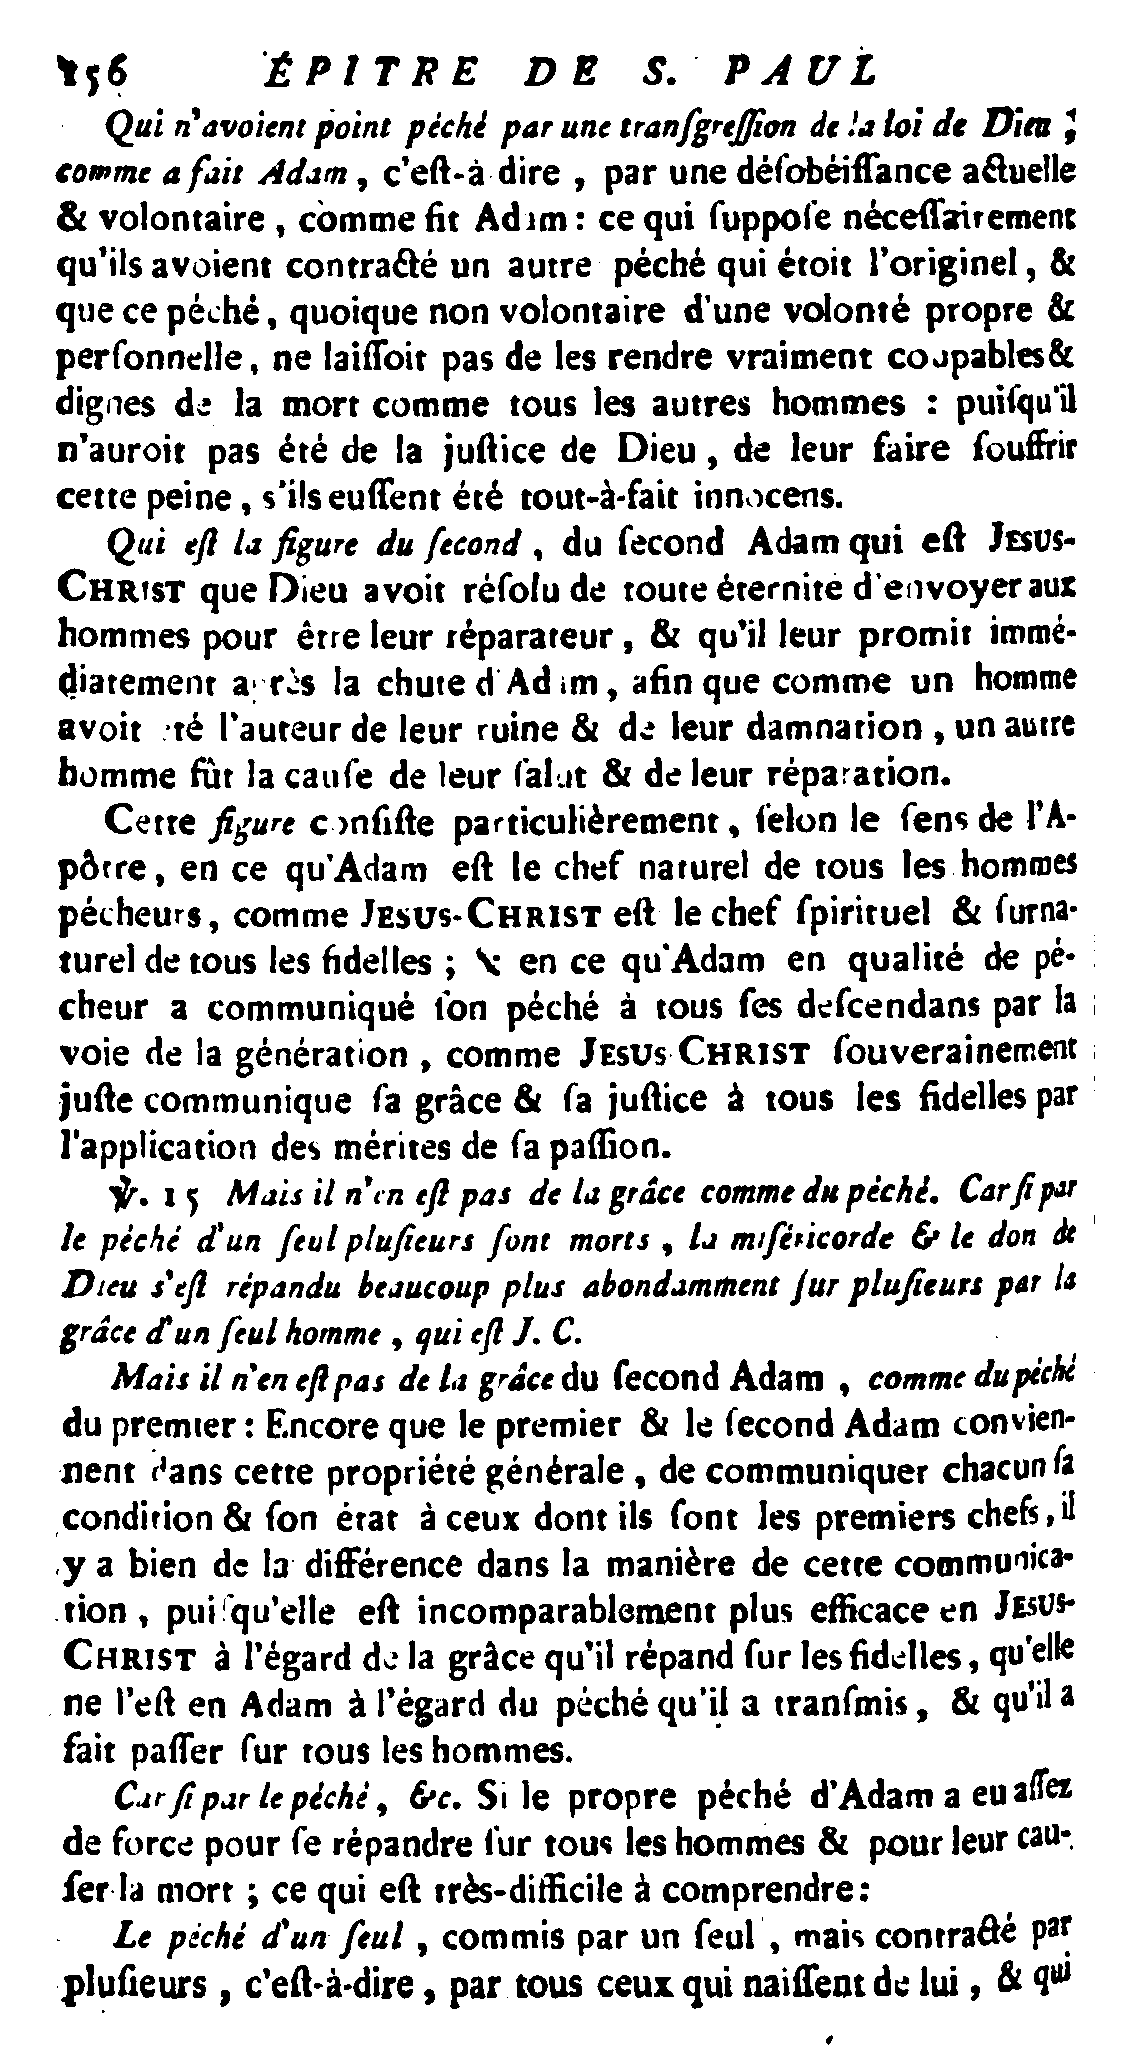 156 ÉPITRE DE S. PAUL
Qui n'avoient point péché par une tranſgreſſion de la loi de Dieu ;
comme a fait Adam, c'eſt-à-dire, par une déſobéiſſance actuelle
& volontaire, comme fit Adam : ce qui ſuppoſe néceſſairement
qu'ils avoient contracté un autre péché qui étoit l'originel, &
que ce péché, quoique non volontaire d'une volonté propre &
perſonnelle, ne laiſſoit pas de les rendre vraiment coupables &
dignes de la mort comme tous les autres hommes : puiſqu'il
n'auroit pas été de la juſtice de Dieu, de leur faire ſouffrir
cette peine, s'ils euſſent été tout-à-fait innocens.
Qui eſt la figure du ſecond, du ſecond Adam qui eſt JESUS-
CHRIST que Dieu avoit réſolu de toute éternité d'envoyer aux
hommes pour être leur réparateur, & qu'il leur promit immé-
diatement après la chute d'Adam, afin que comme un homme
avoit été l'auteur de leur ruine & de leur damnation, un autre
homme fût la cauſe de leur ſalut & de leur réparation.
Cette figure conſiſte particulièrement, ſelon le ſens de l'A-
pôtre, en ce qu'Adam eſt le chef naturel de tous les hommes
pécheurs, comme JESUS-CHRIST eſt le chef ſpirituel & ſurna-
turel de tous les fidelles ; & en ce qu'Adam en qualité de pé-
cheur a communiqué ſon péché à tous ſes deſcendans par la
voie de la génération, comme JESUS-CHRIST ſouverainement
juſte communique ſa grâce & ſa juſtice à tous les fidelles par
l'application des mérites de ſa paſſion.
℣. 15 Mais il n'en eſt pas de la grâce comme du péché. Car ſi par
le péché d'un ſeul pluſieurs ſont morts, la miſéricorde & le don de
Dieu s'eſt répandu beaucoup plus abondamment ſur pluſieurs par la
grâce d'un ſeul homme, qui eſt J. C.
Mais il n'en eſt pas de la grâce du ſecond Adam, comme du péché
du premier : Encore que le premier & le ſecond Adam convien-
nent dans cette propriété générale, de communiquer chacun ſa
condition & ſon état à ceux dont ils ſont les premiers chefs, il
y a bien de la différence dans la manière de cette communica-
tion, puiſqu'elle eſt incomparablement plus efficace en JESUS-
CHRIST à l'égard de la grâce qu'il répand ſur les fidelles, qu'elle
ne l'eſt en Adam à l'égard du péché qu'il a tranſmis, & qu'il a
fait paſſer ſur tous les hommes.
Car ſi par le péché, &c. Si le propre péché d'Adam a eu aſſez
de force pour ſe répandre ſur tous les hommes & pour leur cau-
ſer la mort ; ce qui eſt très-difficile à comprendre :
Le péché d'un ſeul, commis par un ſeul, mais contracté par
pluſieurs, c'eſt-à-dire, par tous ceux qui naiſſent de lui, & qui